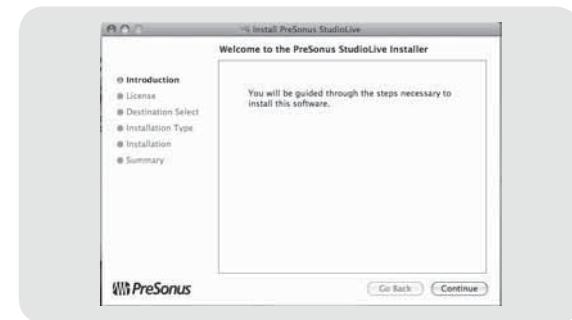 Install PreSonus StudioLive
Welcome to the PreSonus StudioLive Installer
Introduction
License
Destination Select
Installation Type
Installation
Summary
You will be guided through the steps necessary to
install this software.
PreSonus
Go Back
Continue